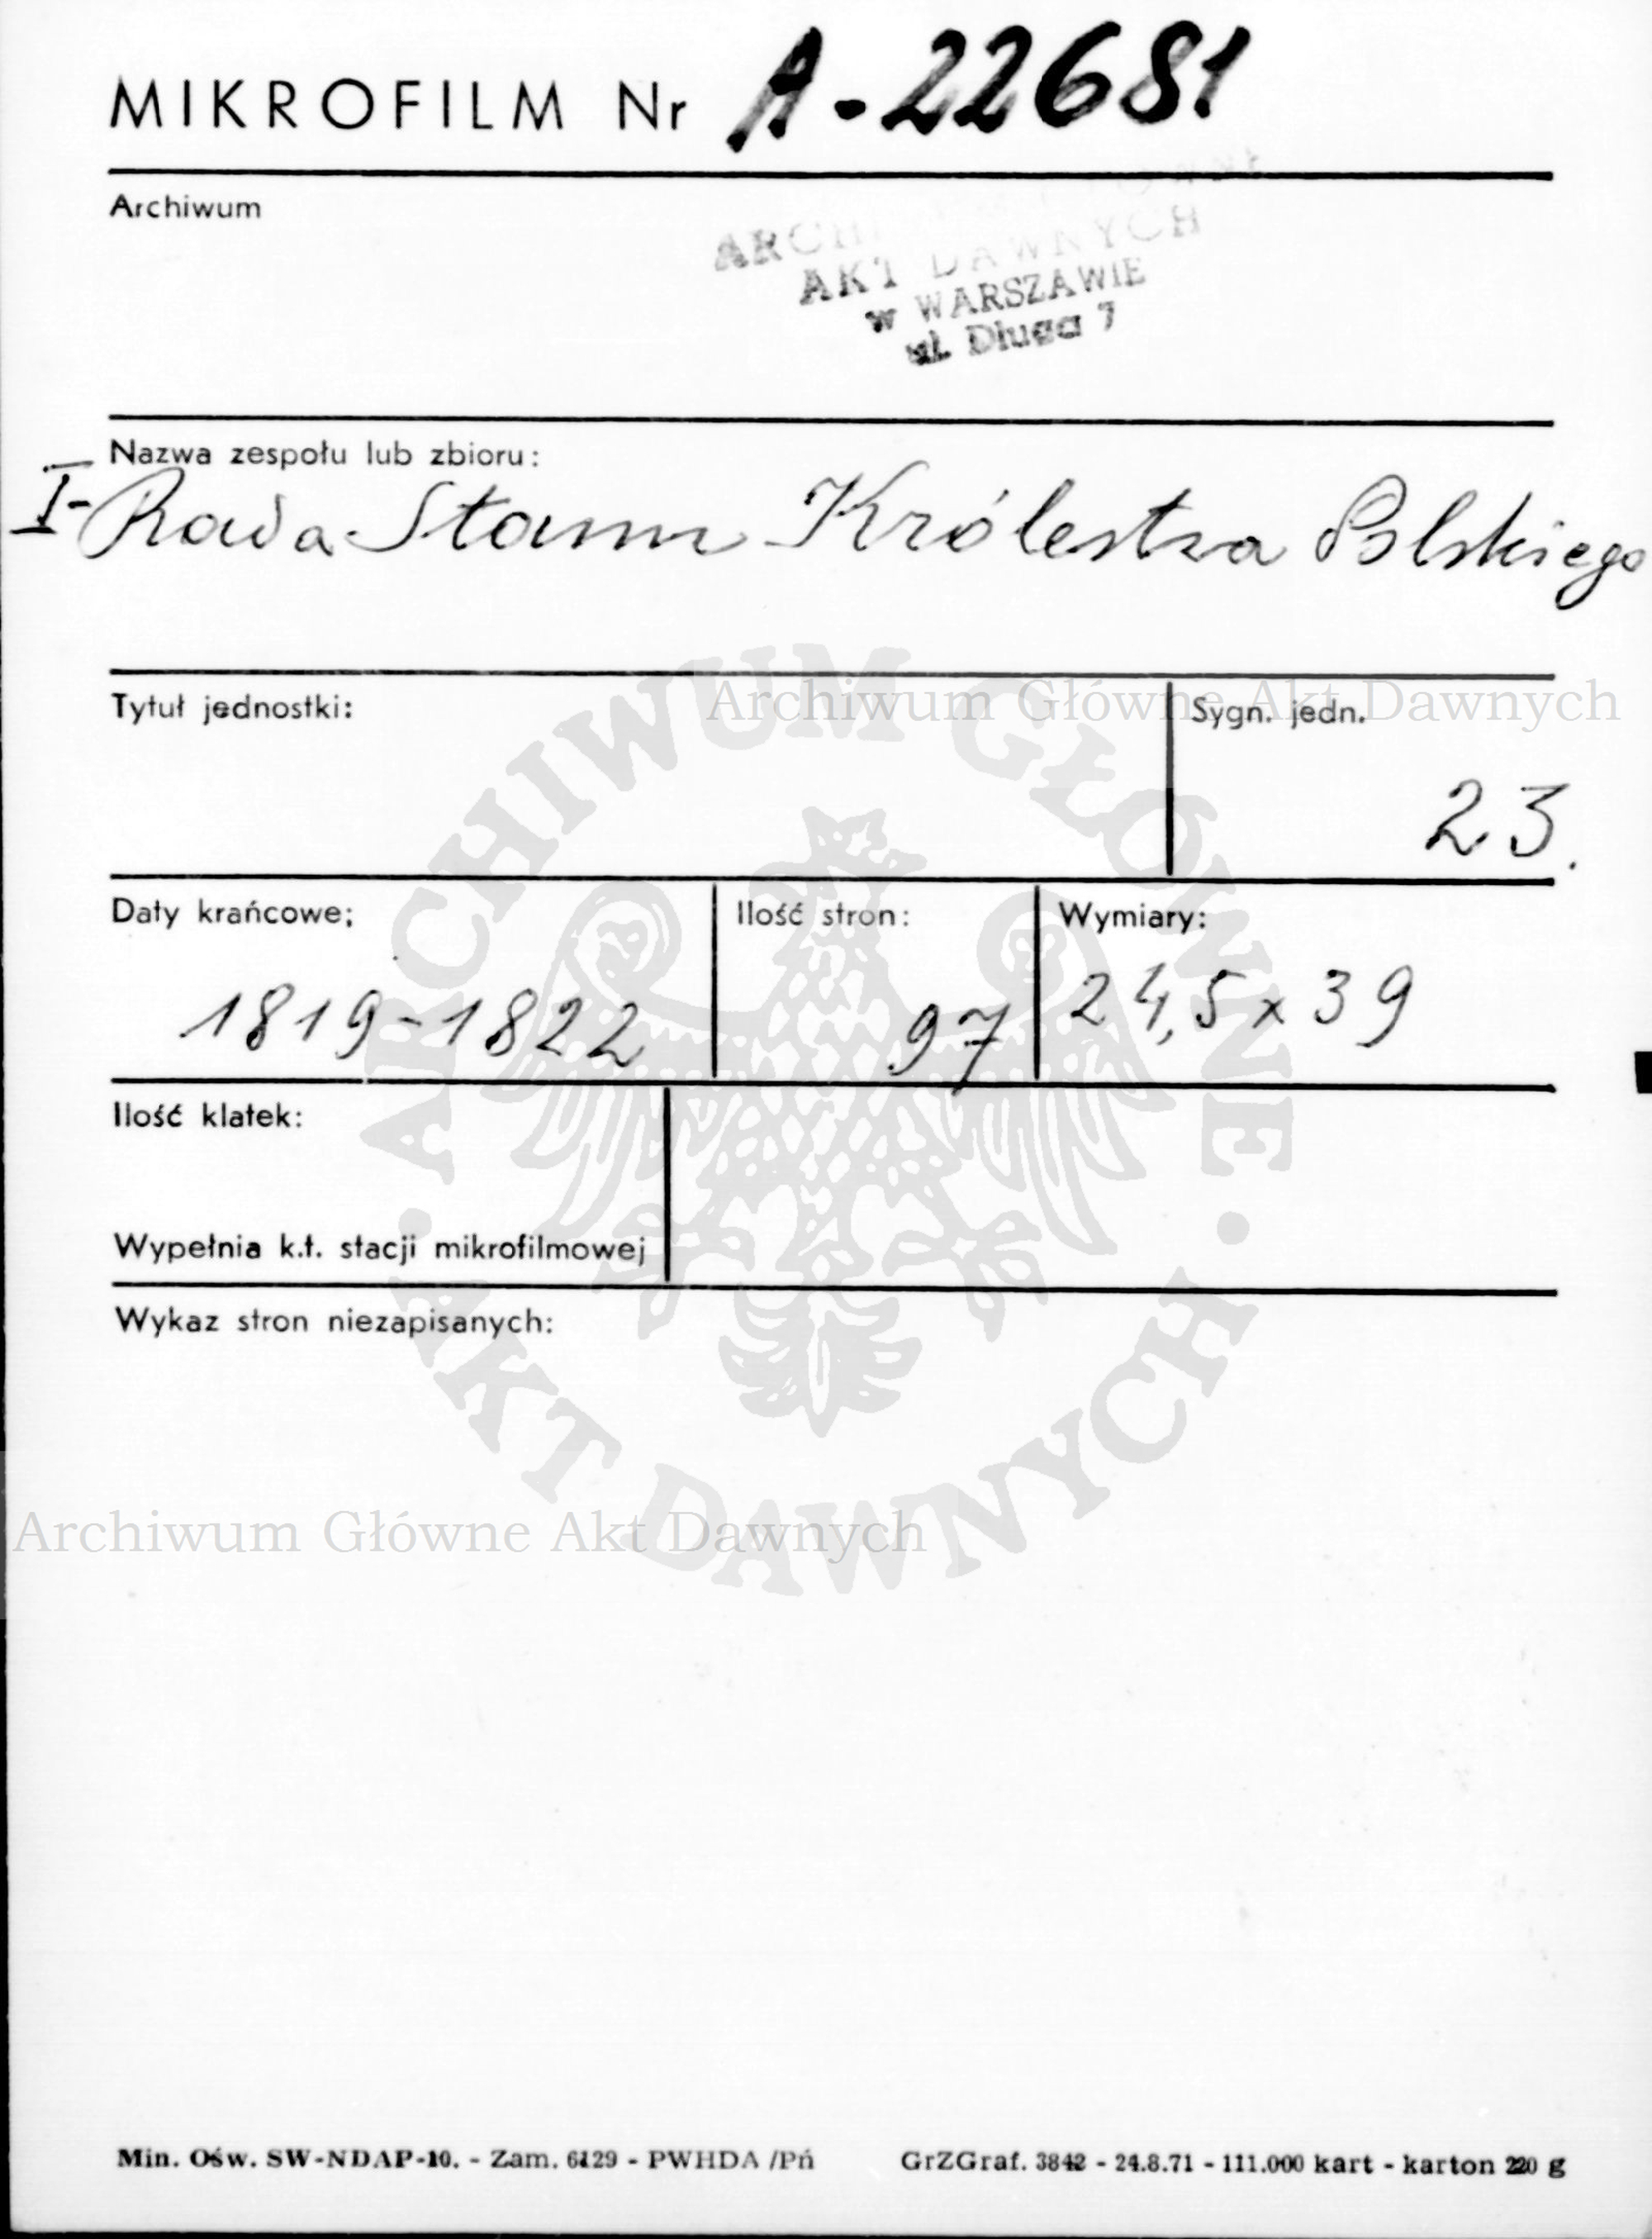 MIKROFILM Nr A-22681
Archiwum
ARCHI GŁÓWNE
AKT DAWNYCH
w WARSZAWIE
ul. Długa 7
Nazwa zespołu lub zbioru:
I-Rada Stanu Królestwa Polskiego
Tytuł jednostki:
Sygn. jedn.
Archiwum Główne Akt Dawnych
23.
Daty krańcowe;
Ilość stron:
Wymiary:
1819-1822
97
24,5 x 39
Ilość klatek:
Wypełnia k.t. stacji mikrofilmowej
Wykaz stron niezapisanych:
ARCHIWUM GŁÓWNE
• AKT DAWNYCH •
Archiwum Główne Akt Dawnych
Min. Ośw. SW-NDAP-10. - Zam. 6129 - PWHDA /Pń
GrZGraf. 3842 - 24.8.71 - 111.000 kart - karton 220 g